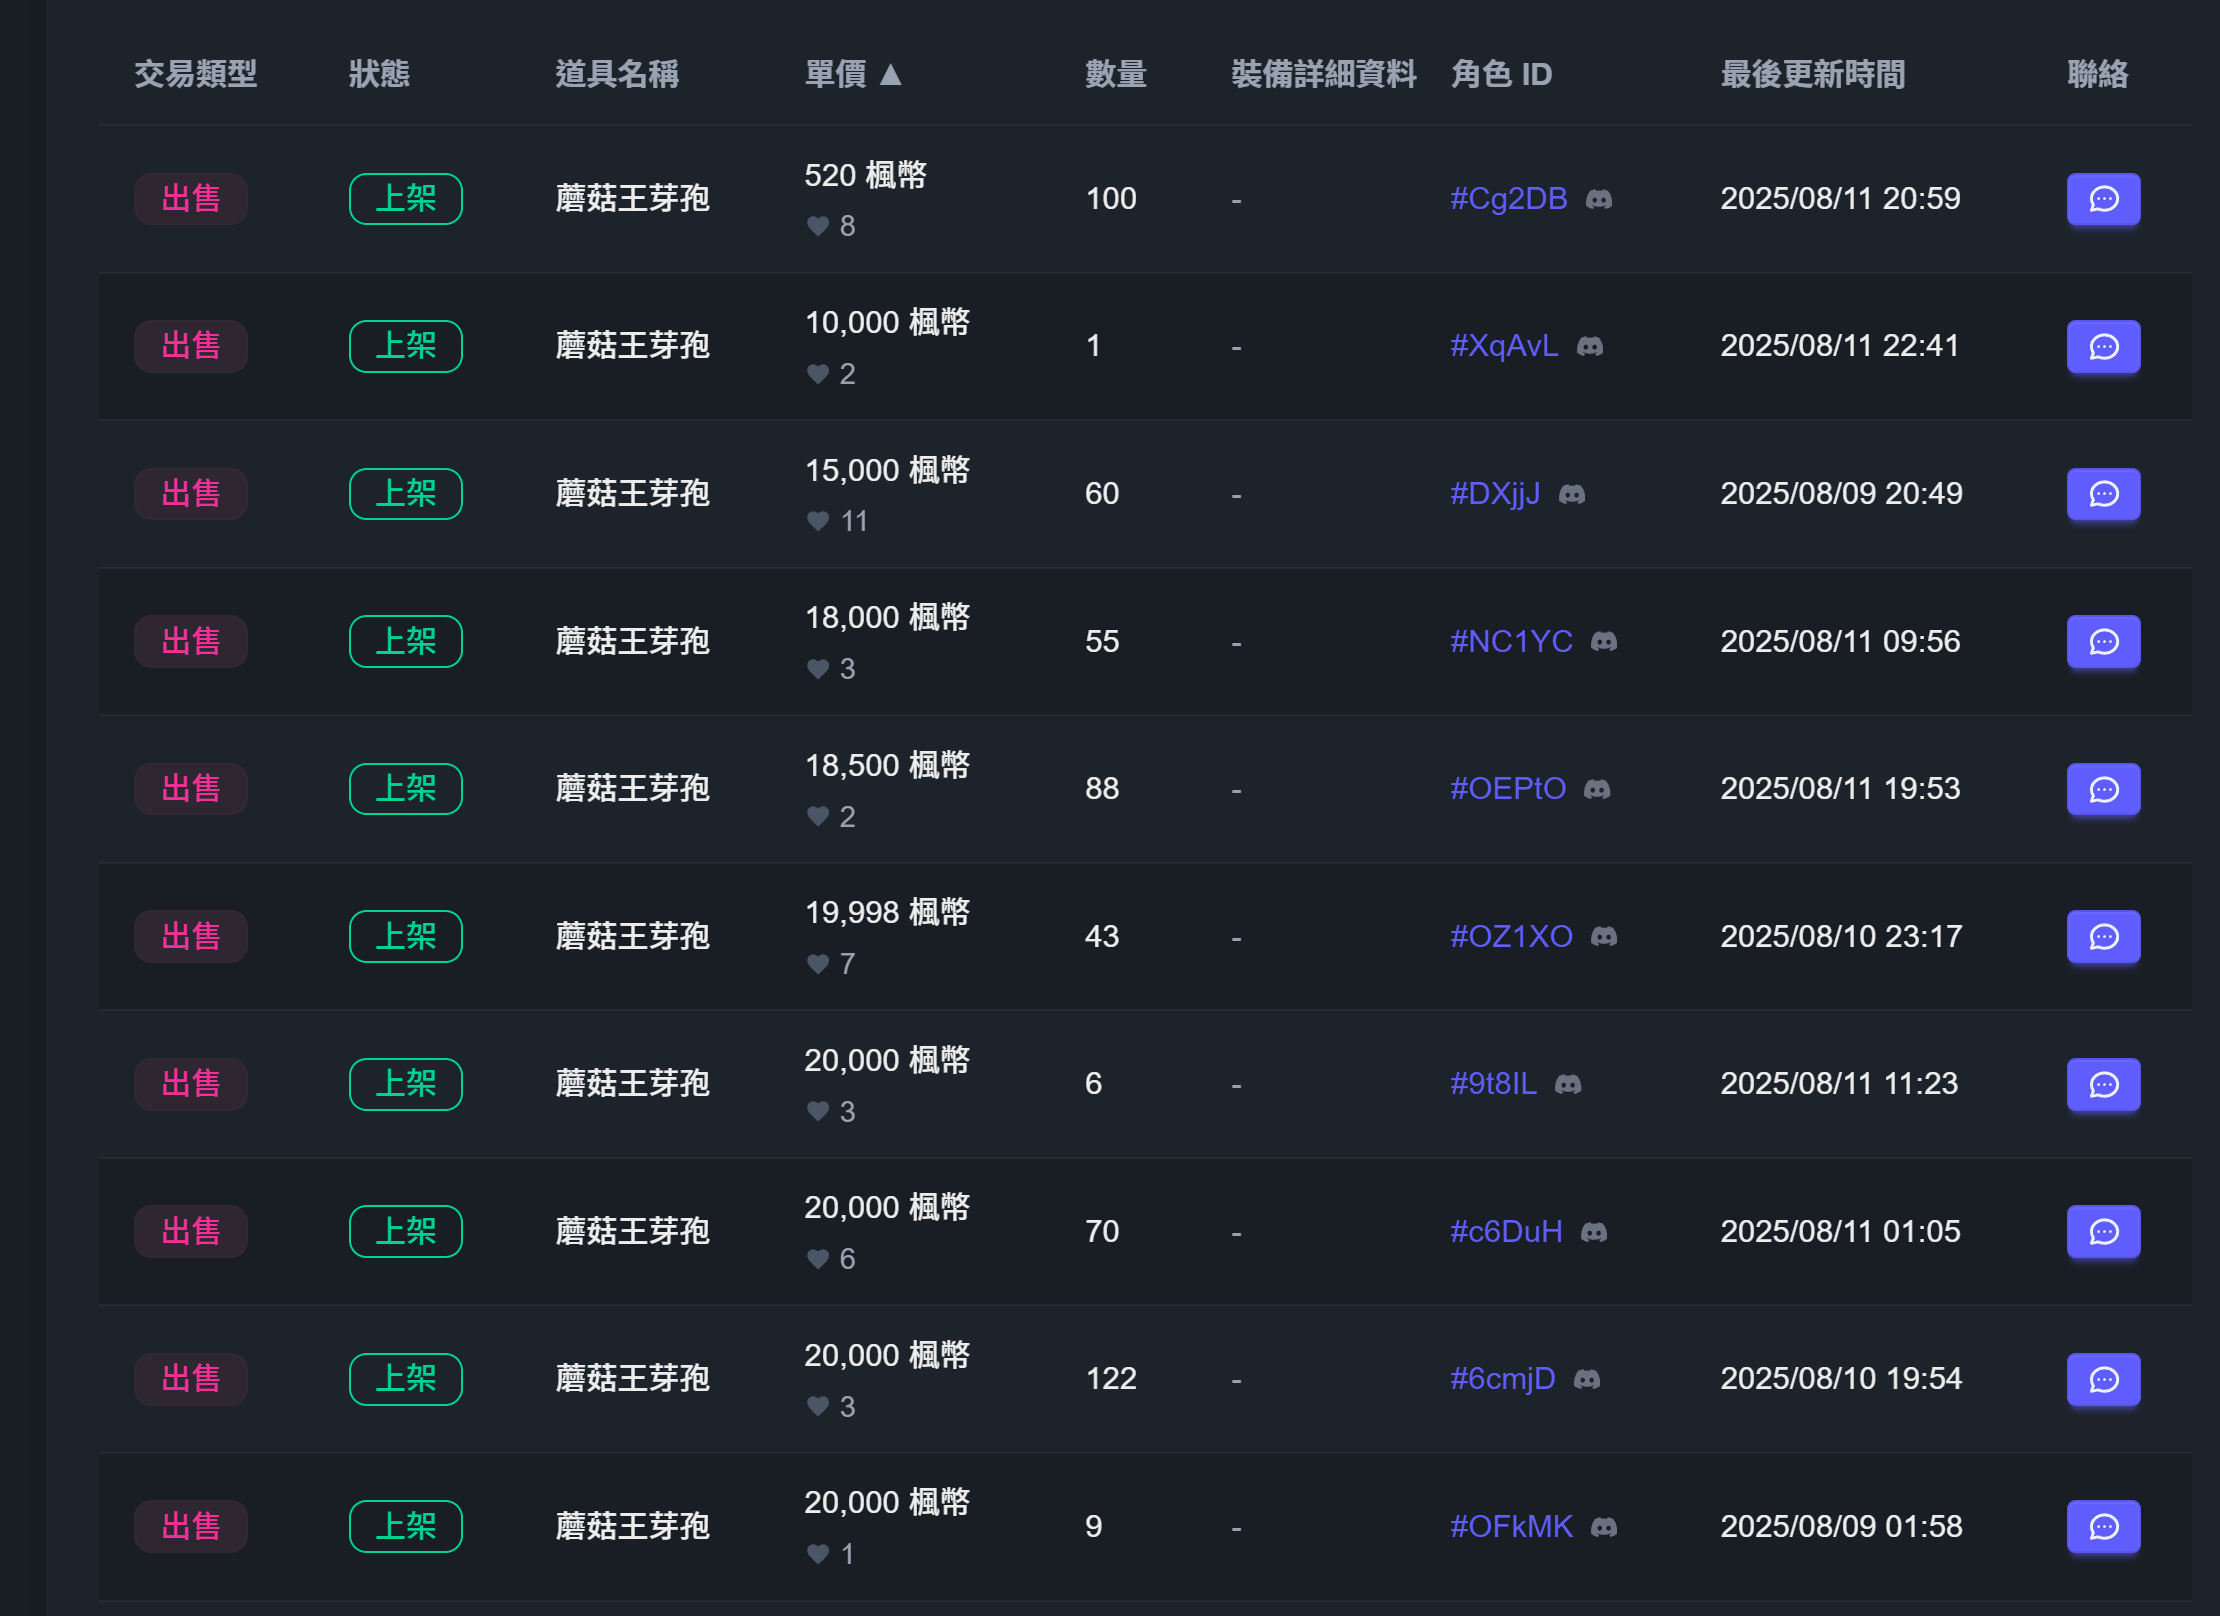 交易類型 狀態 道具名稱 單價 ▲ 數量 裝備詳細資料 角色 ID 最後更新時間 聯絡
出售 上架 蘑菇王芽孢 520 楓幣 100 - #Cg2DB 2025/08/11 20:59
8
出售 上架 蘑菇王芽孢 10,000 楓幣 1 - #XqAvL 2025/08/11 22:41
2
出售 上架 蘑菇王芽孢 15,000 楓幣 60 - #DXjjJ 2025/08/09 20:49
11
出售 上架 蘑菇王芽孢 18,000 楓幣 55 - #NC1YC 2025/08/11 09:56
3
出售 上架 蘑菇王芽孢 18,500 楓幣 88 - #OEPtO 2025/08/11 19:53
2
出售 上架 蘑菇王芽孢 19,998 楓幣 43 - #OZ1XO 2025/08/10 23:17
7
出售 上架 蘑菇王芽孢 20,000 楓幣 6 - #9t8IL 2025/08/11 11:23
3
出售 上架 蘑菇王芽孢 20,000 楓幣 70 - #c6DuH 2025/08/11 01:05
6
出售 上架 蘑菇王芽孢 20,000 楓幣 122 - #6cmjD 2025/08/10 19:54
3
出售 上架 蘑菇王芽孢 20,000 楓幣 9 - #OFkMK 2025/08/09 01:58
1